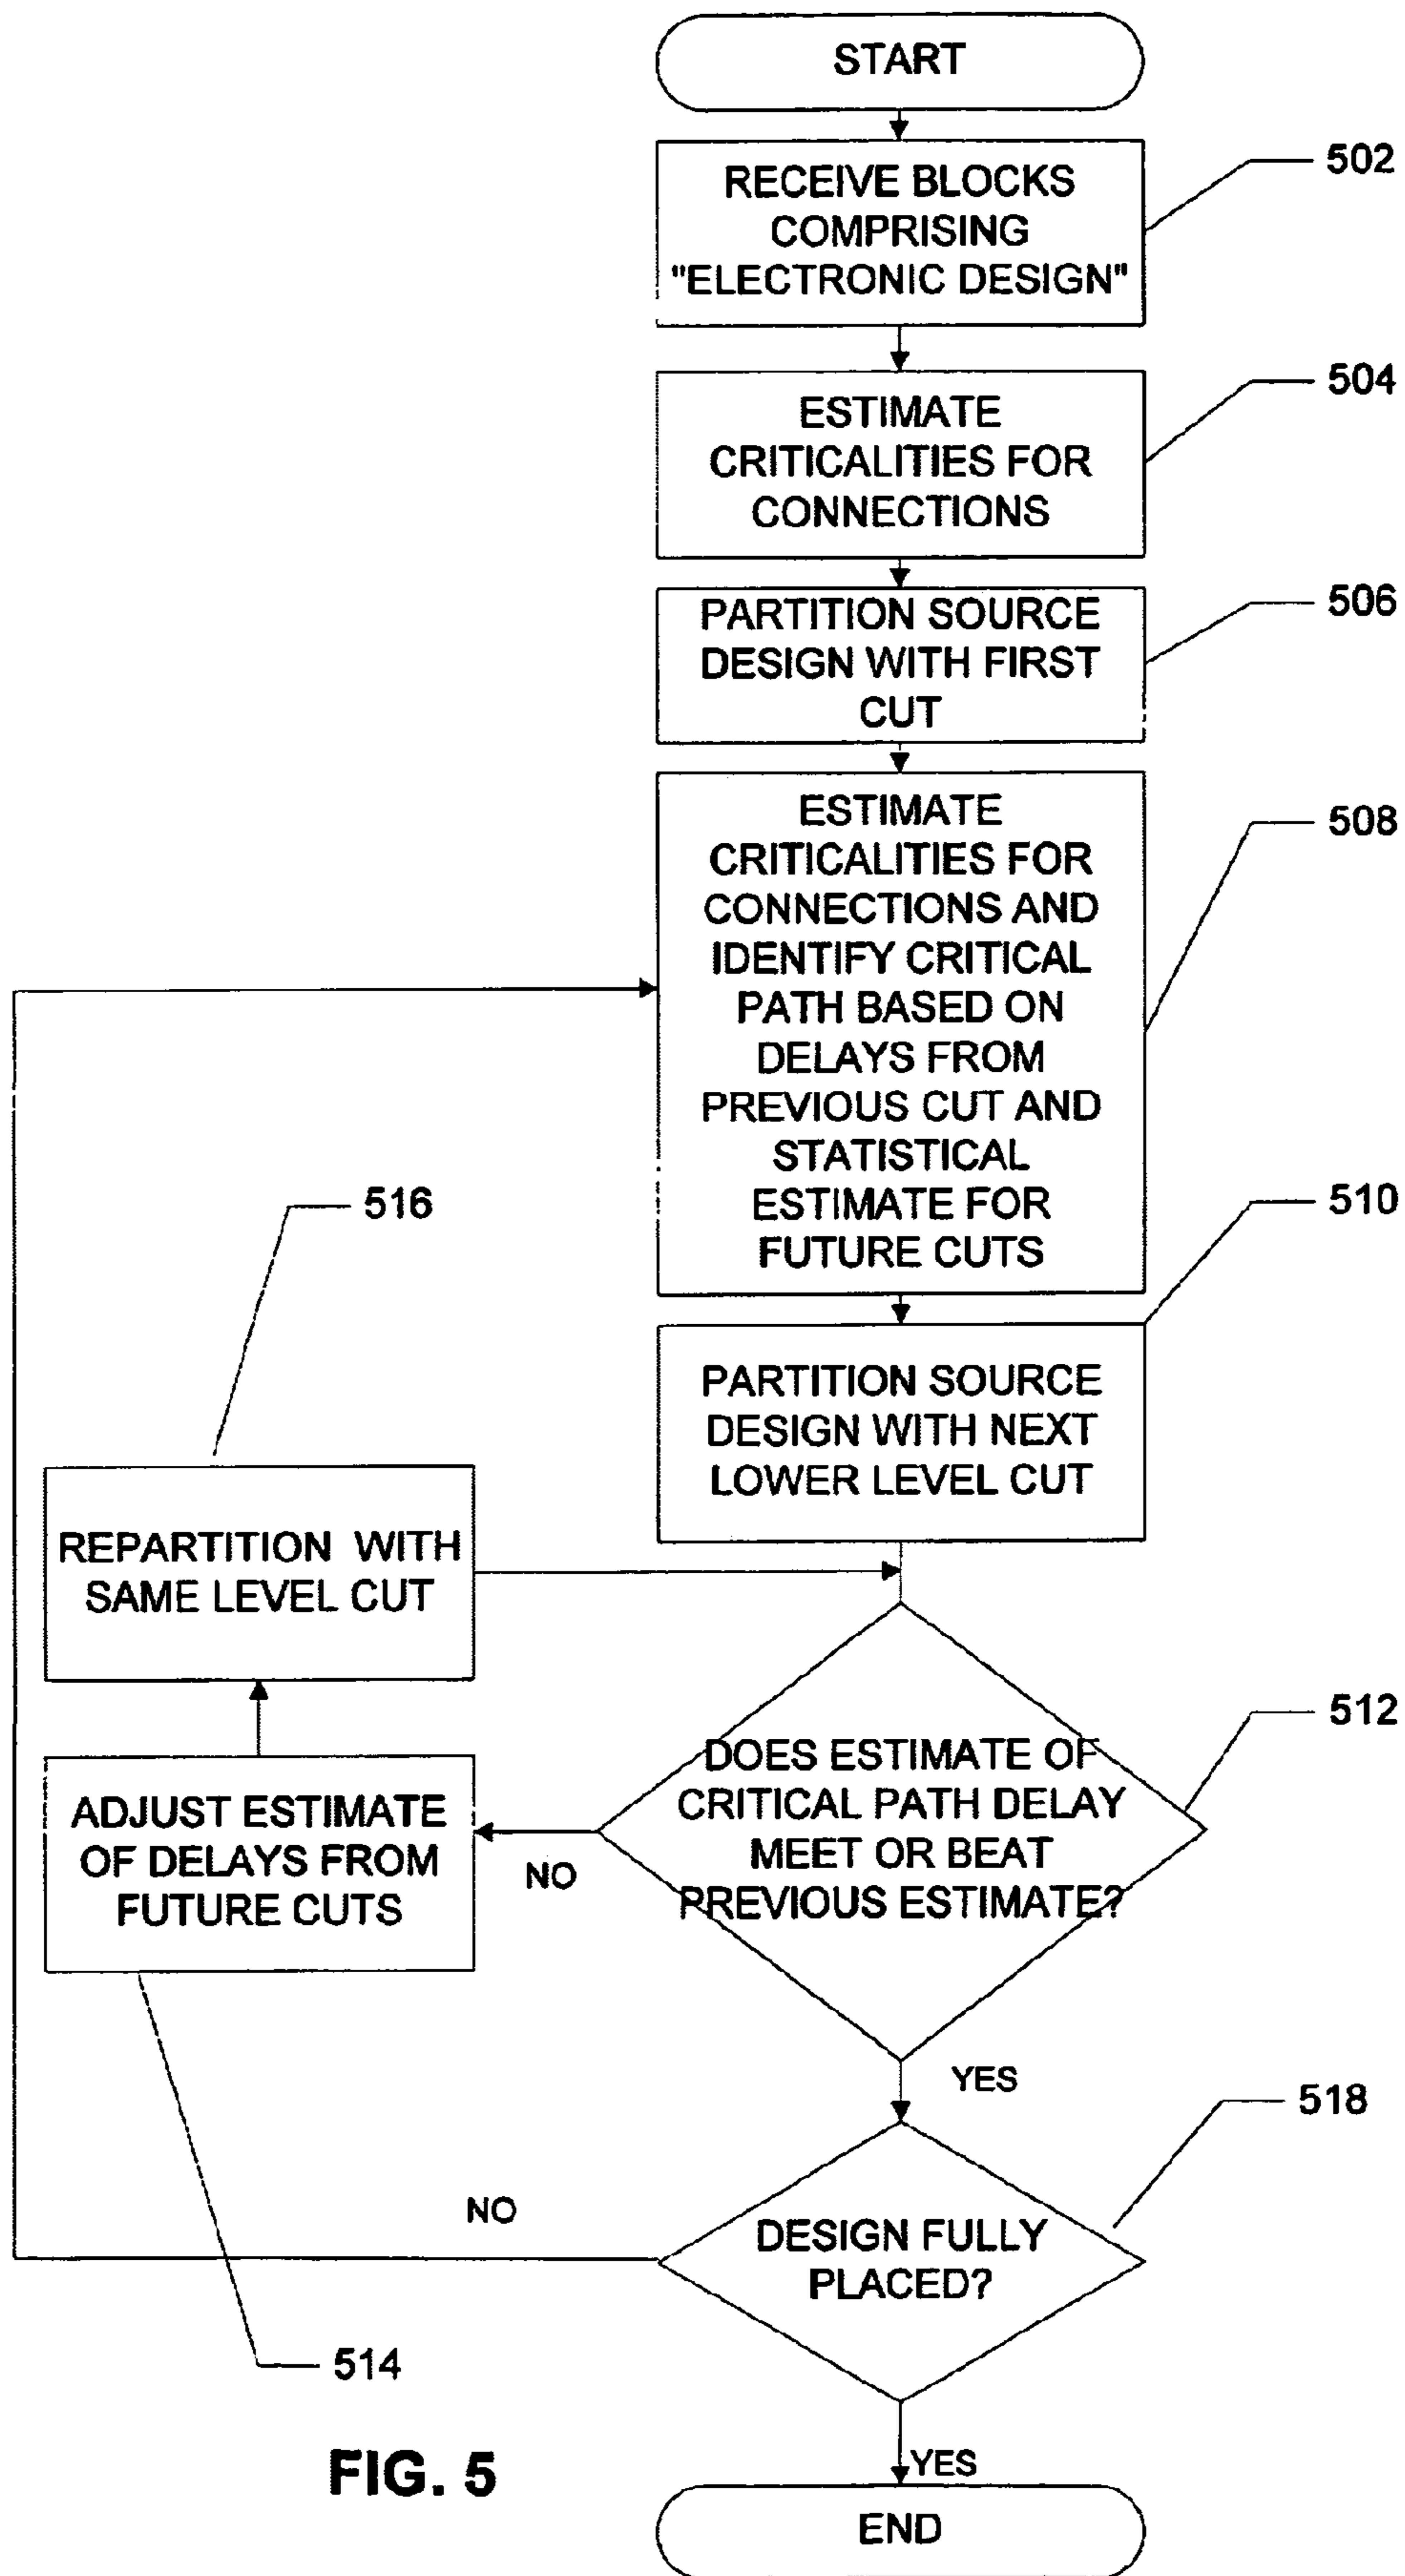 START
RECEIVE BLOCKS
COMPRISING
"ELECTRONIC DESIGN"
502
ESTIMATE
CRITICALITIES FOR
CONNECTIONS
504
PARTITION SOURCE
DESIGN WITH FIRST
CUT
506
ESTIMATE
CRITICALITIES FOR
CONNECTIONS AND
IDENTIFY CRITICAL
PATH BASED ON
DELAYS FROM
PREVIOUS CUT AND
STATISTICAL
ESTIMATE FOR
FUTURE CUTS
508
PARTITION SOURCE
DESIGN WITH NEXT
LOWER LEVEL CUT
510
516
REPARTITION WITH
SAME LEVEL CUT
DOES ESTIMATE OF
CRITICAL PATH DELAY
MEET OR BEAT
PREVIOUS ESTIMATE?
512
NO
ADJUST ESTIMATE
OF DELAYS FROM
FUTURE CUTS
514
YES
DESIGN FULLY
PLACED?
518
NO
YES
END
FIG. 5